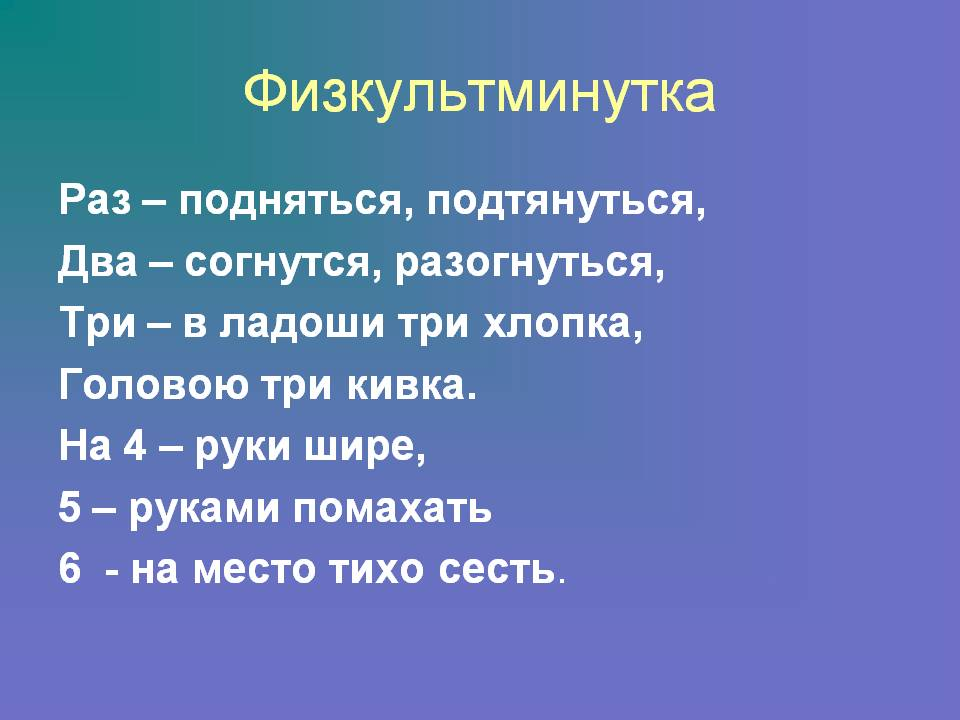 Физкультминутка
Раз – подняться, подтянуться,
Два – согнутся, разогнуться,
Три – в ладоши три хлопка,
Головою три кивка.
На 4 – руки шире,
5 – руками помахать
6  - на место тихо сесть.